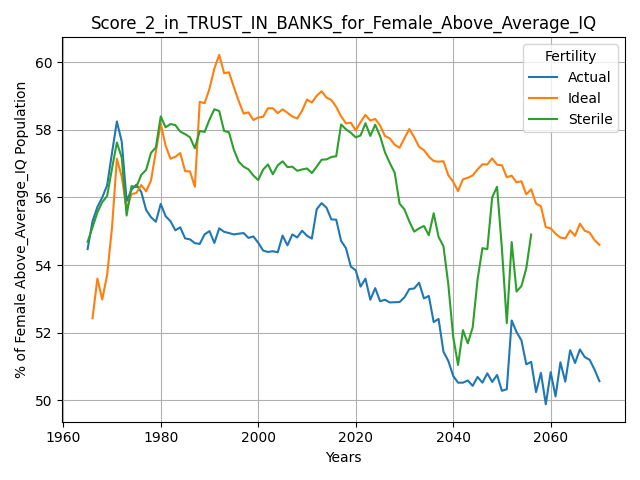 Score_2_in_TRUST_IN_BANKS_for_Female_Above_Average_IQ
% of Female Above_Average_IQ Population
60
58
56
54
52
50
1960
1980
2000
2020
2040
2060
Years
Fertility
Actual
Ideal
Sterile